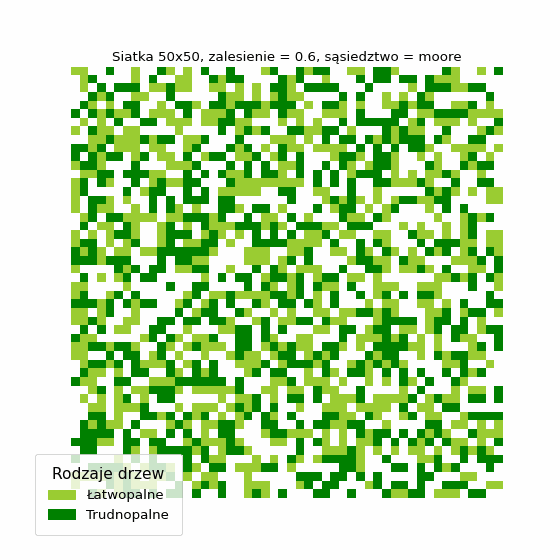 Siatka 50x50, zalesienie = 0.6, sąsiedztwo = moore
Rodzaje drzew
Łatwopalne
Trudnopalne